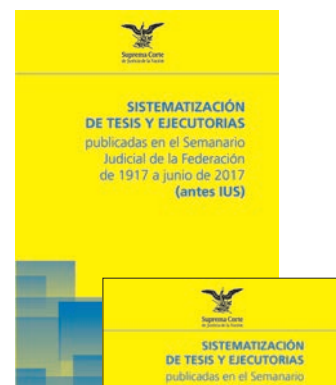 Suprema Corte
de Justicia de la Nación
SISTEMATIZACIÓN
DE TESIS Y EJECUTORIAS
publicadas en el Semanario
Judicial de la Federación
de 1917 a junio de 2017
(antes IUS)
Suprema Corte
de Justicia de la Nación
SISTEMATIZACIÓN
DE TESIS Y EJECUTORIAS
publicadas en el Semanario